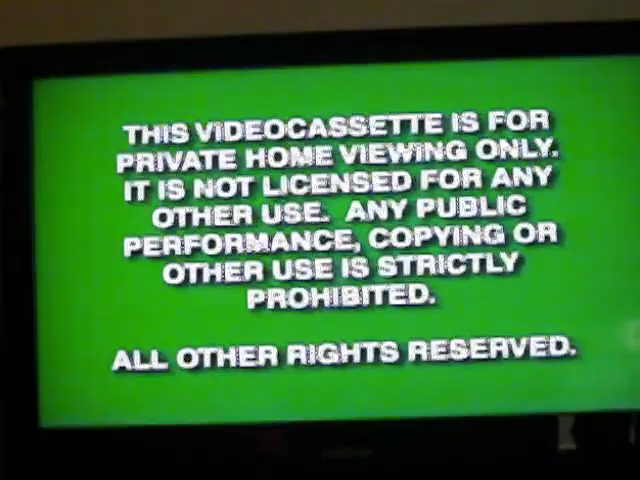 THIS VIDEOCASSETTE IS FOR
PRIVATE HOME VIEWING ONLY.
IT IS NOT LICENSED FOR ANY
OTHER USE. ANY PUBLIC
PERFORMANCE, COPYING OR
OTHER USE IS STRICTLY
PROHIBITED.
ALL OTHER RIGHTS RESERVED.